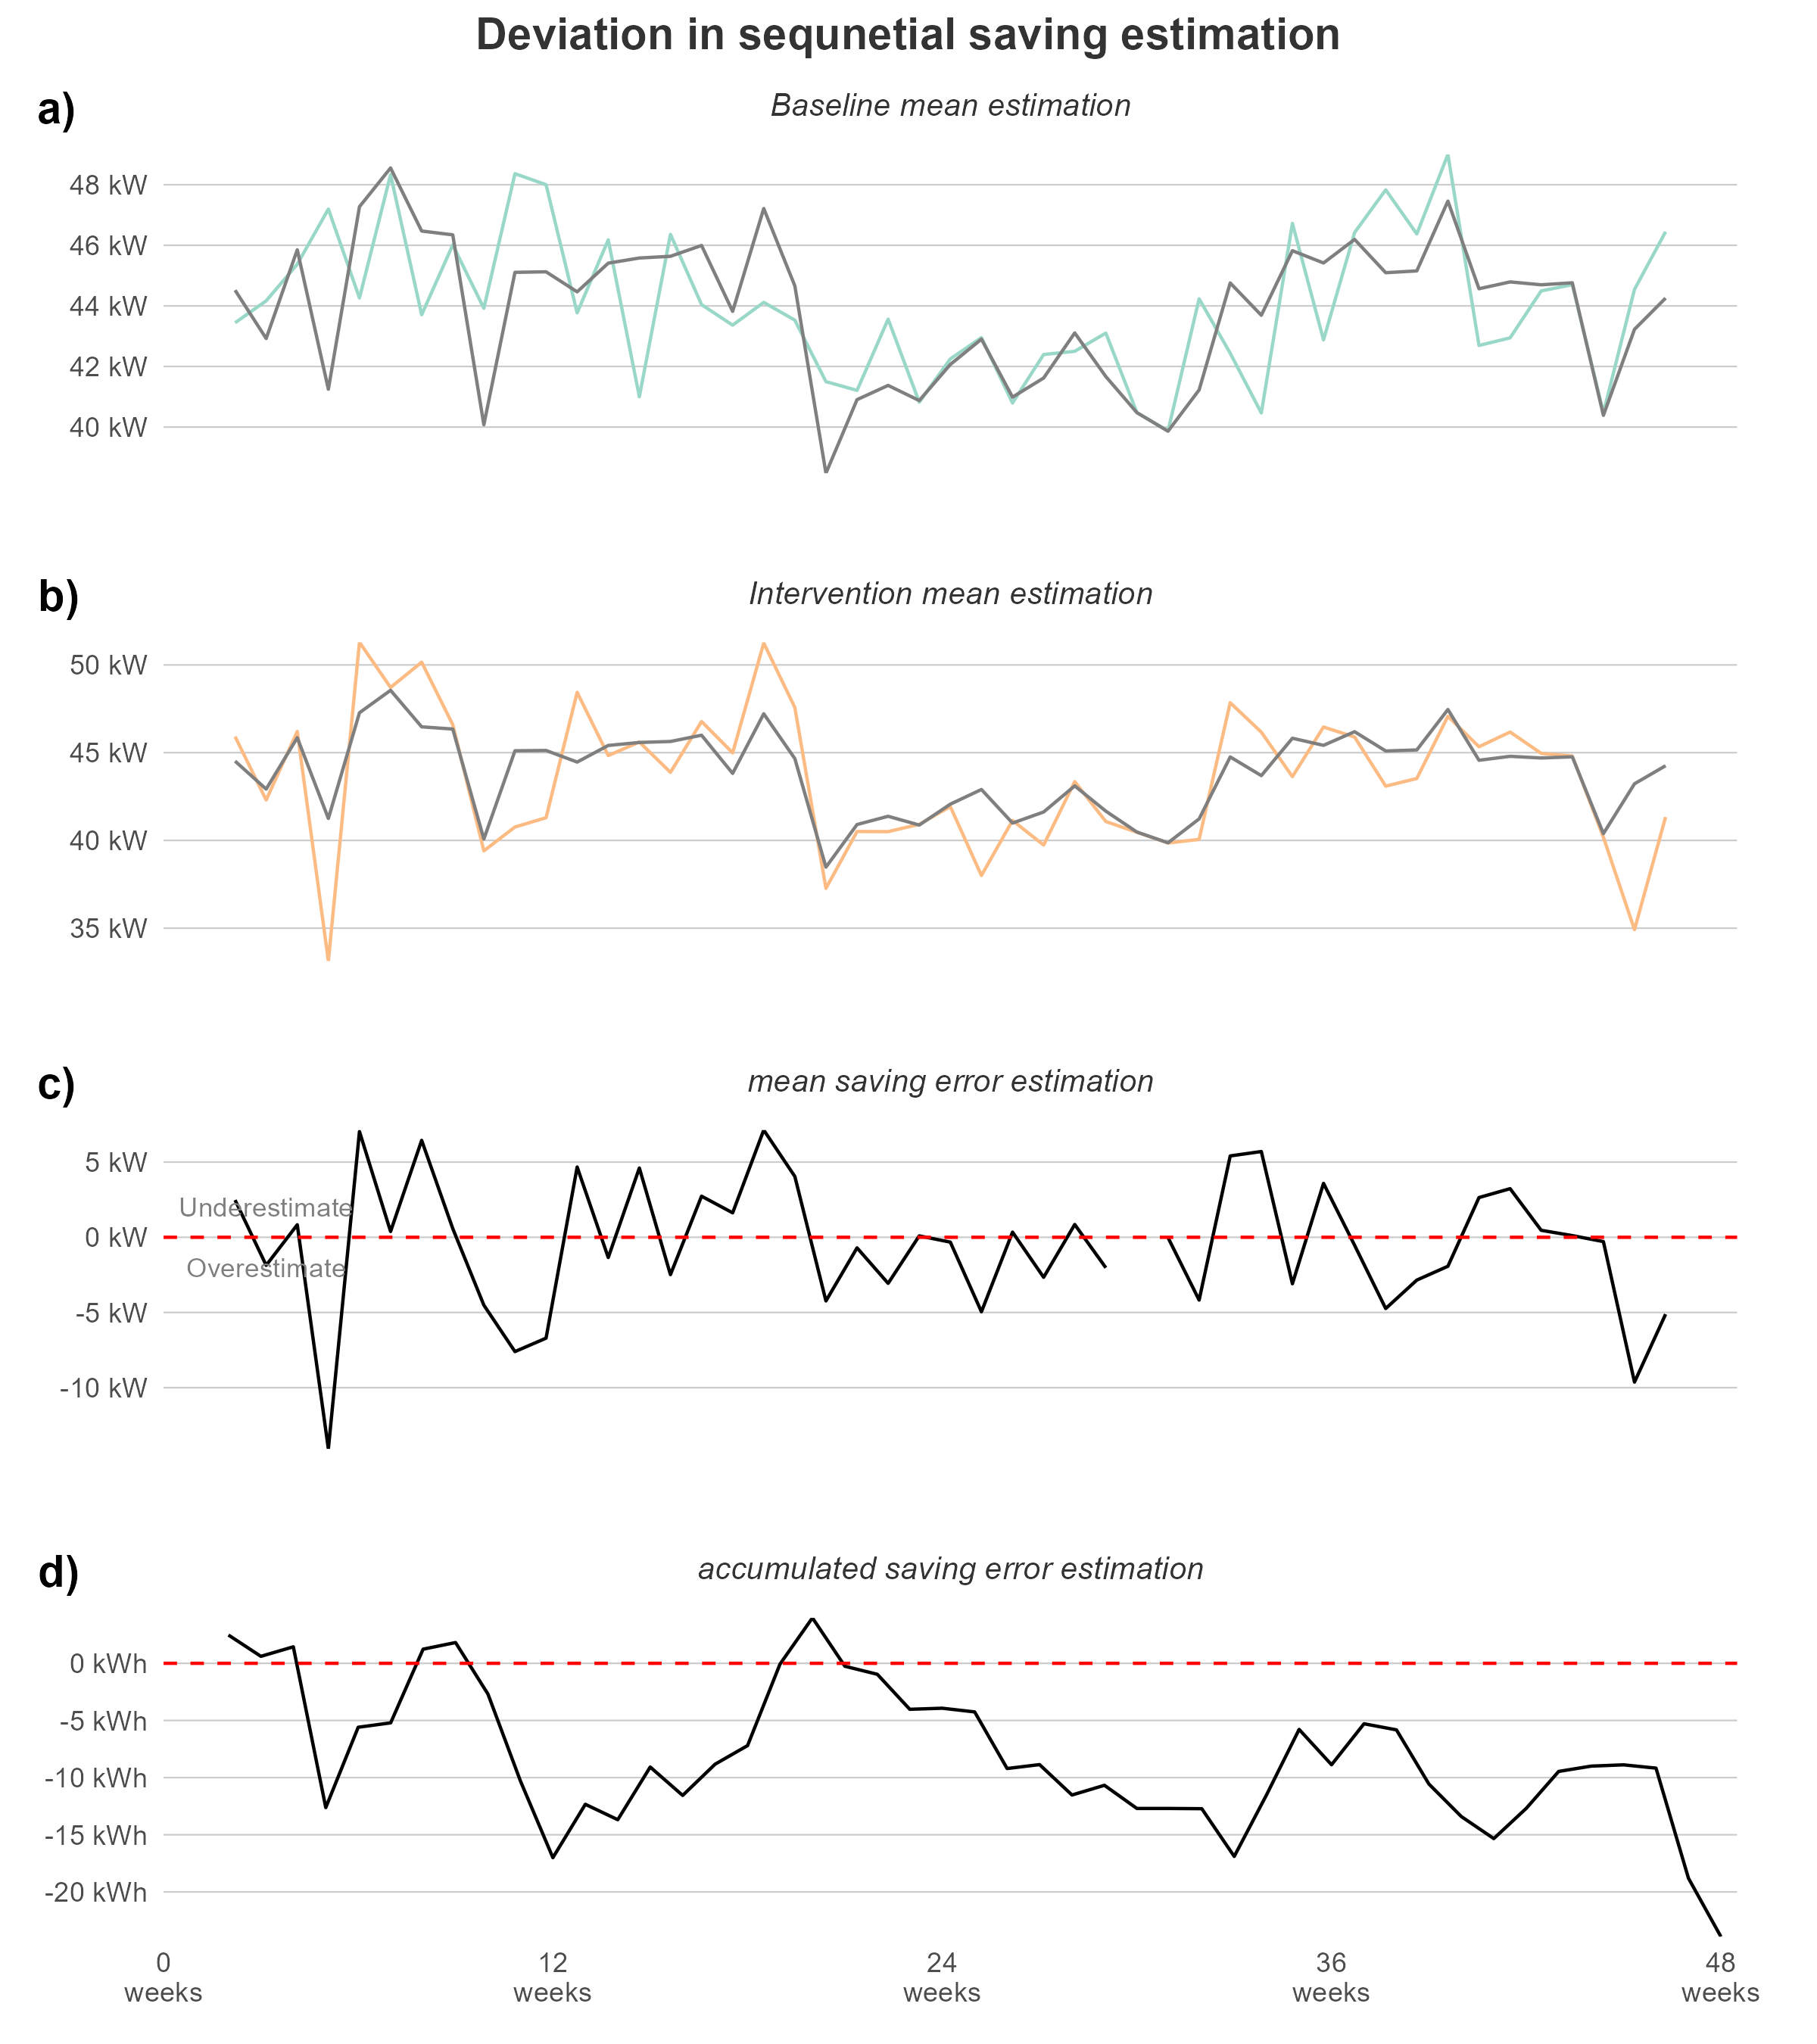 Deviation in sequnetial saving estimation
a)
Baseline mean estimation
48 kW
46 kW
44 kW
42 kW
40 kW
b)
Intervention mean estimation
50 kW
45 kW
40 kW
35 kW
c)
mean saving error estimation
5 kW
Underestimate
0 kW
Overestimate
-5 kW
-10 kW
d)
accumulated saving error estimation
0 kWh
-5 kWh
-10 kWh
-15 kWh
-20 kWh
0 12 24 36 48
weeks weeks weeks weeks weeks